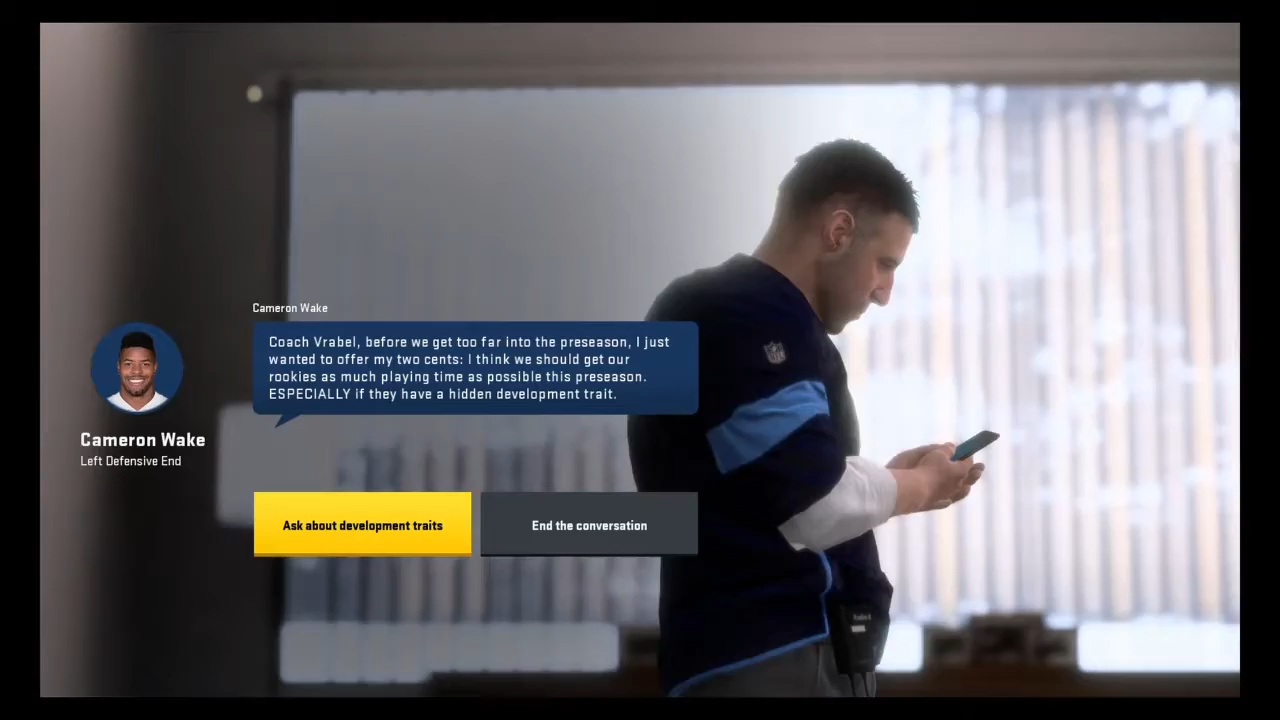 Cameron Wake
Coach Vrabel, before we get too far into the preseason, I just
wanted to offer my two cents: I think we should get our
rookies as much playing time as possible this preseason.
ESPECIALLY if they have a hidden development trait.
Cameron Wake
Left Defensive End
Ask about development traits
End the conversation
NFL